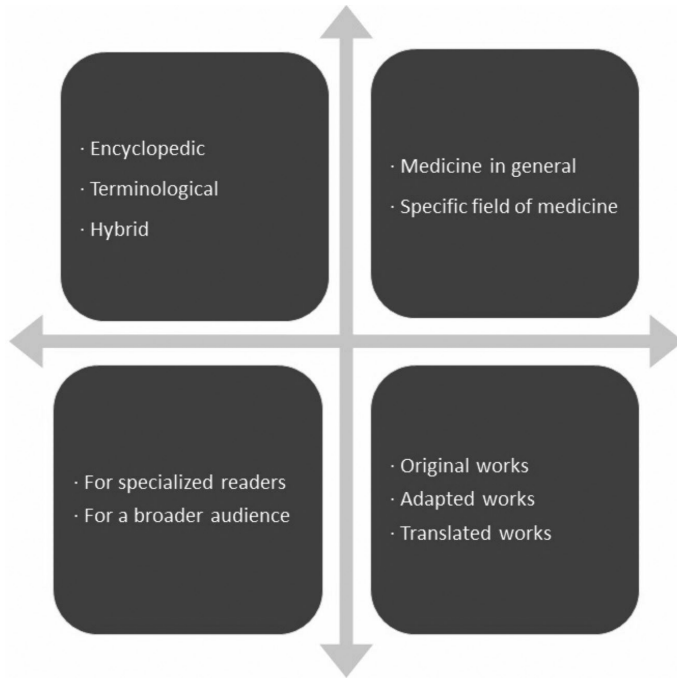 · Encyclopedic
· Terminological
· Hybrid
· Medicine in general
· Specific field of medicine
· For specialized readers
· For a broader audience
· Original works
· Adapted works
· Translated works